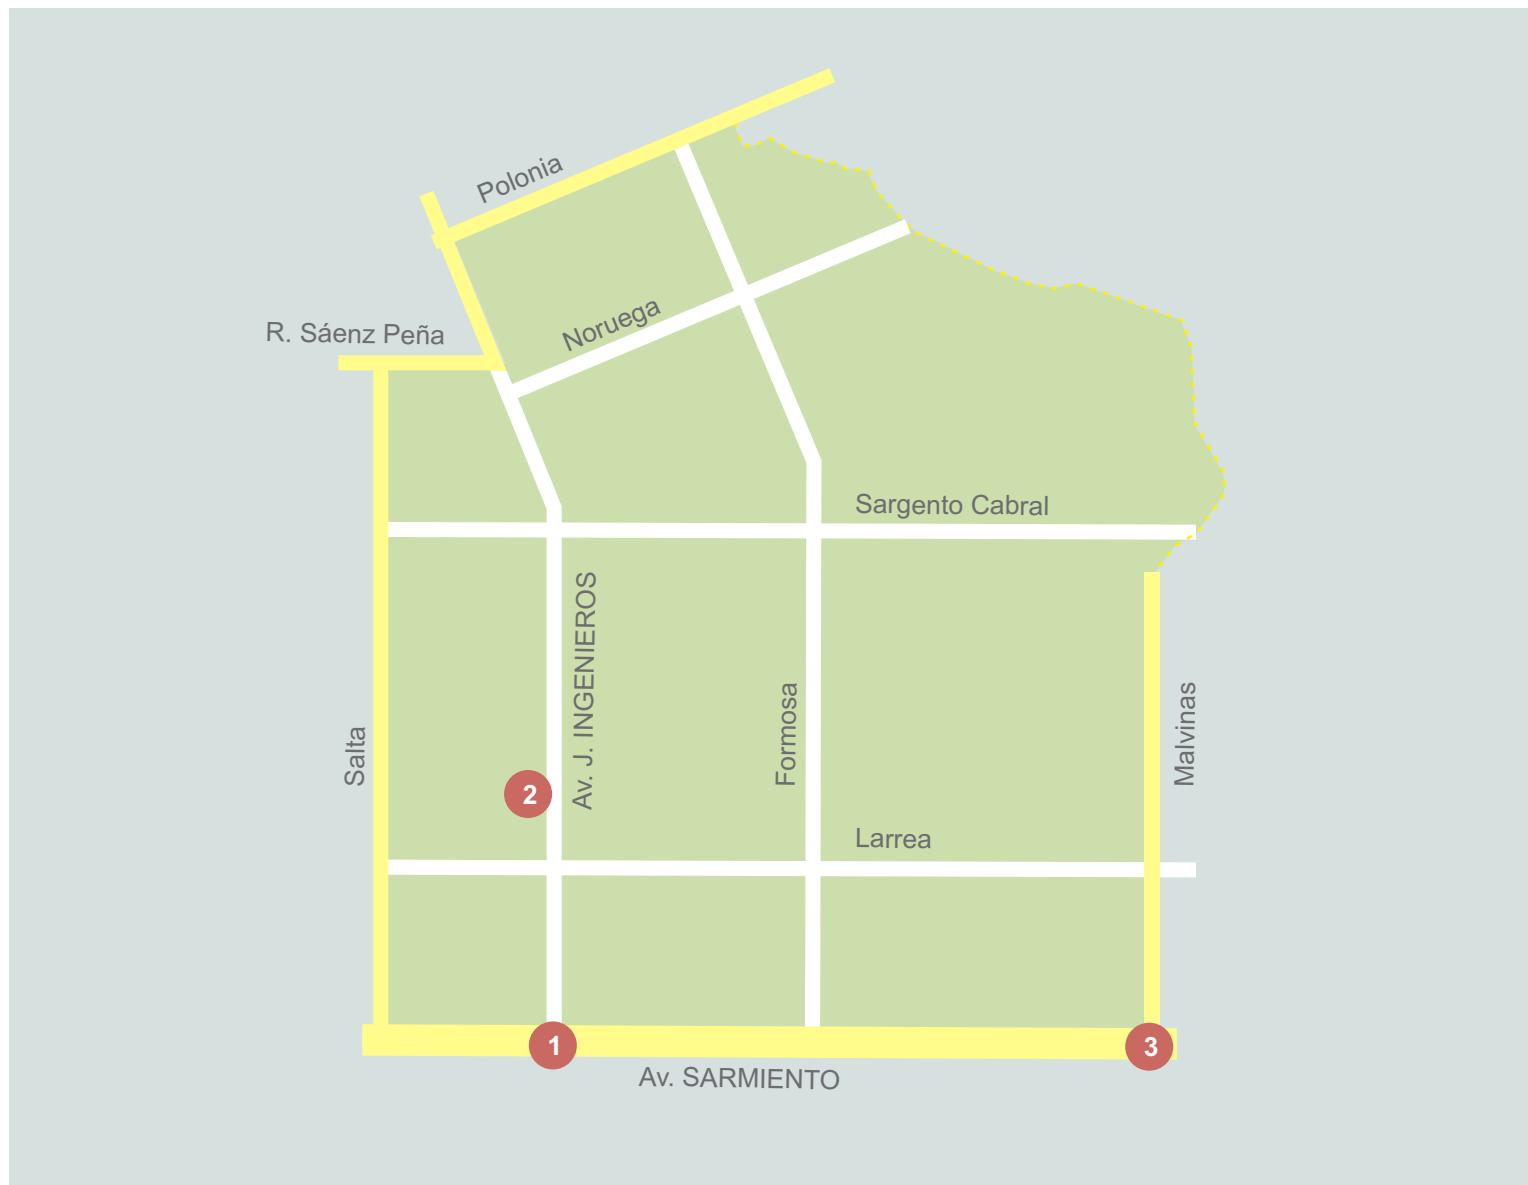 Polonia
Noruega
R. Sáenz Peña
Sargento Cabral
Av. J. INGENIEROS
Formosa
Malvinas
Salta
2
Larrea
1
3
Av. SARMIENTO